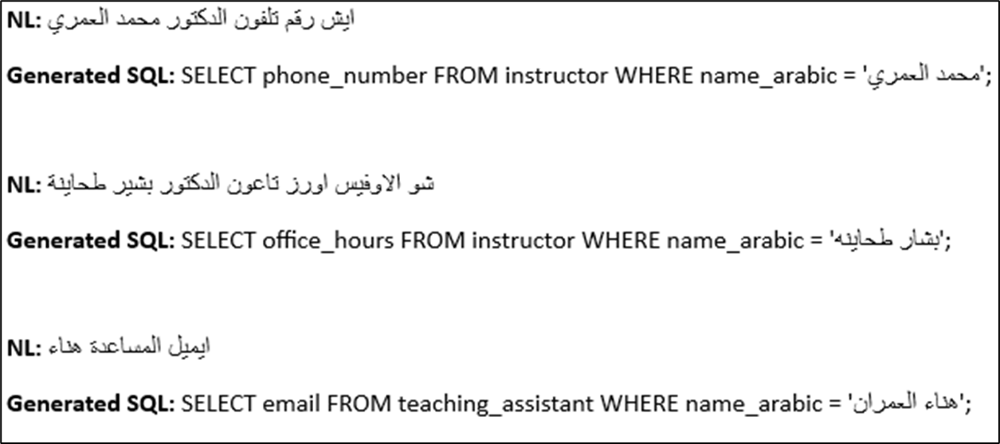 NL: ايش رقم تلفون الدكتور محمد العمري
Generated SQL: SELECT phone_number FROM instructor WHERE name_arabic = 'محمد العمري';
NL: شو الاوفيس اورز تاعون الدكتور بشير طحاينة
Generated SQL: SELECT office_hours FROM instructor WHERE name_arabic = 'بشار طحاينه';
NL: ايميل المساعدة هناء
Generated SQL: SELECT email FROM teaching_assistant WHERE name_arabic = 'هناء العمران';